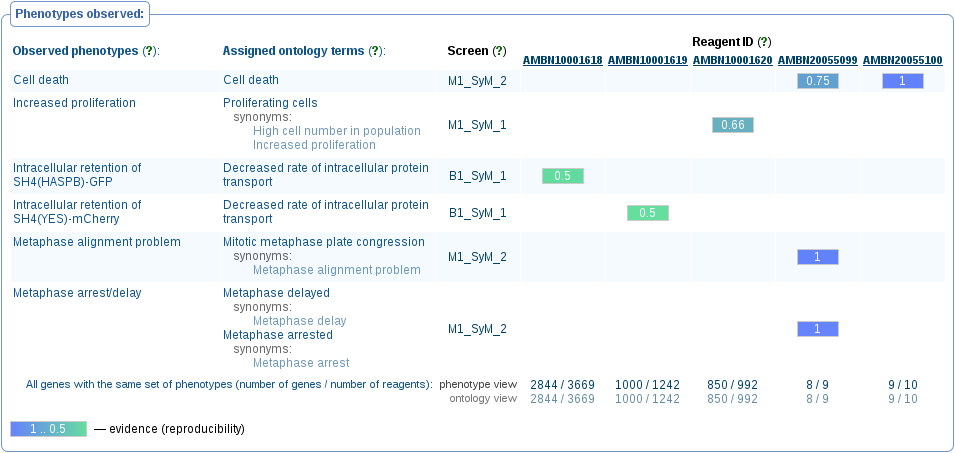 Phenotypes observed:
Observed phenotypes (?): Assigned ontology terms (?): Screen (?) Reagent ID (?)
AMBN10001618 AMBN10001619 AMBN10001620 AMBN20055099 AMBN20055100
Cell death Cell death M1_SyM_2 0.75 1
Increased proliferation Proliferating cells
synonyms:
High cell number in population
Increased proliferation
M1_SyM_1 0.66
Intracellular retention of
SH4(HASPB)-GFP
Decreased rate of intracellular protein
transport
B1_SyM_1 0.5
Intracellular retention of
SH4(YES)-mCherry
Decreased rate of intracellular protein
transport
B1_SyM_1 0.5
Metaphase alignment problem Mitotic metaphase plate congression
synonyms:
Metaphase alignment problem
M1_SyM_2 1
Metaphase arrest/delay Metaphase delayed
synonyms:
Metaphase delay
Metaphase arrested
synonyms:
Metaphase arrest
M1_SyM_2 1
All genes with the same set of phenotypes (number of genes / number of reagents): phenotype view 2844 / 3669 1000 / 1242 850 / 992 8 / 9 9 / 10
ontology view 2844 / 3669 1000 / 1242 850 / 992 8 / 9 9 / 10
1 .. 0.5 — evidence (reproducibility)